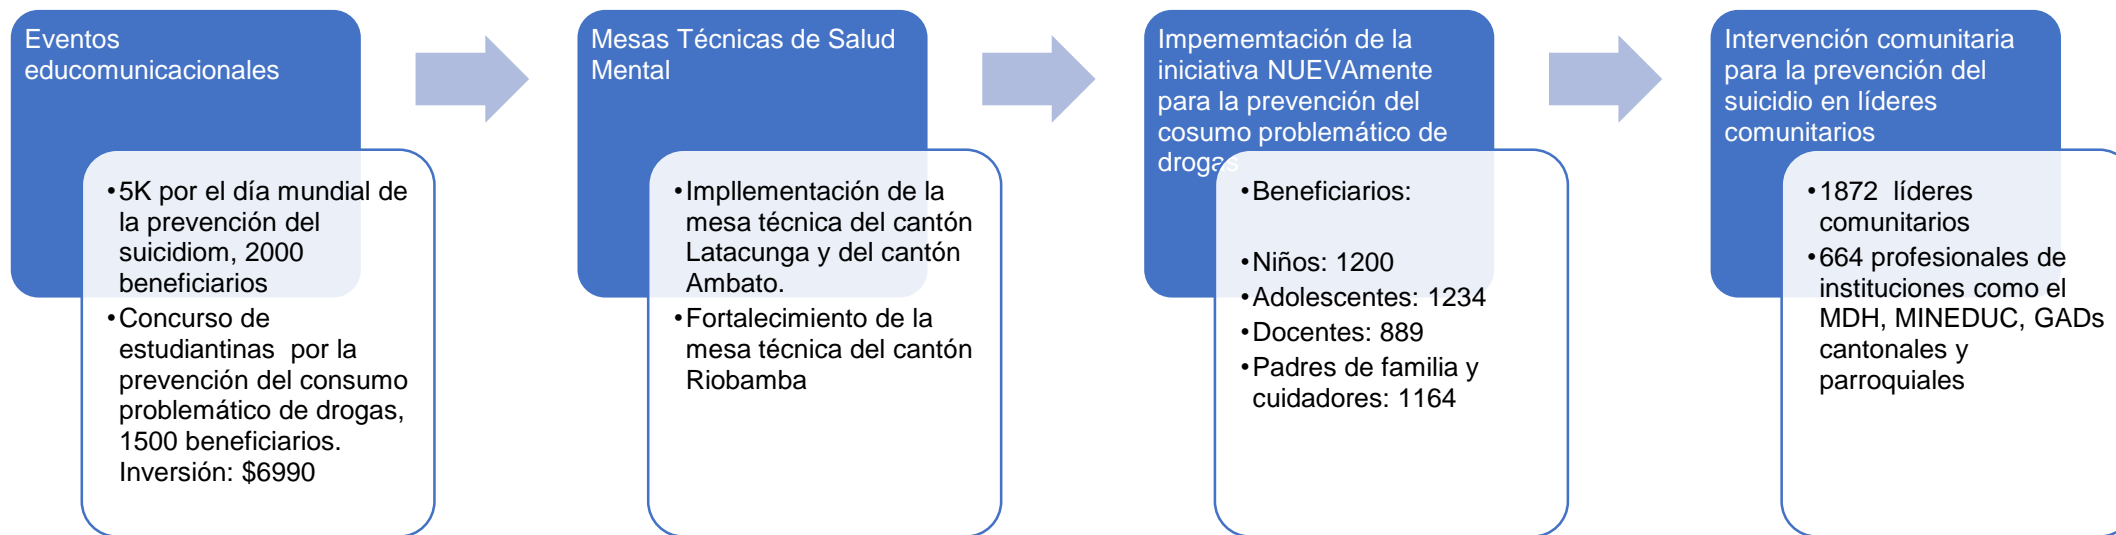 Eventos
educomunicacionales
•5K por el día mundial de
la prevención del
suicidiom, 2000
beneficiarios
•Concurso de
estudiantinas  por la
prevención del consumo
problemático de drogas,
1500 beneficiarios.
Inversión: $6990
Mesas Técnicas de Salud
Mental
•Impllementación de la
mesa técnica del cantón
Latacunga y del cantón
Ambato.
•Fortalecimiento de la
mesa técnica del cantón
Riobamba
Impememtación de la
iniciativa NUEVAmente
para la prevención del
cosumo problemático de
drogas
•Beneficiarios:
•Niños: 1200
•Adolescentes: 1234
•Docentes: 889
•Padres de familia y
cuidadores: 1164
Intervención comunitaria
para la prevención del
suicidio en líderes
comunitarios
•1872  líderes
comunitarios
•664 profesionales de
instituciones como el
MDH, MINEDUC, GADs
cantonales y
parroquiales